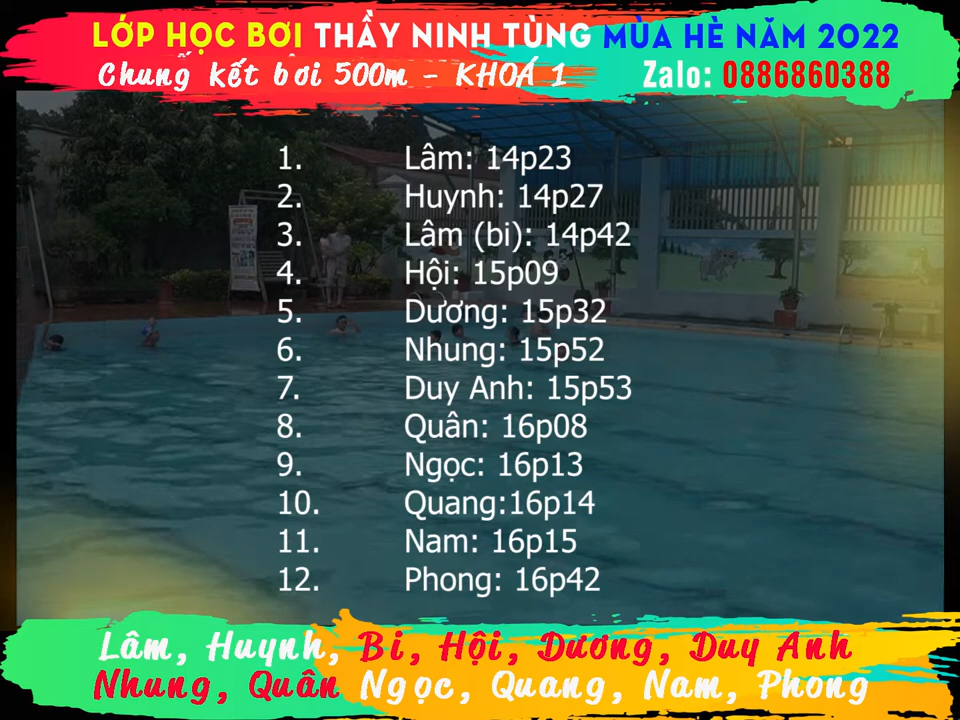 LỚP HỌC BƠI THẦY NINH TÙNG MÙA HÈ NĂM 2022
Chung kết bơi 500m - KHOÁ 1 Zalo: 0886860388
1. Lâm: 14p23
2. Huynh: 14p27
3. Lâm (bi): 14p42
4. Hội: 15p09
5. Dương: 15p32
6. Nhung: 15p52
7. Duy Anh: 15p53
8. Quân: 16p08
9. Ngọc: 16p13
10. Quang:16p14
11. Nam: 16p15
12. Phong: 16p42
Lâm, Huynh, Bi, Hội, Dương, Duy Anh
Nhung, Quân Ngọc, Quang, Nam, Phong